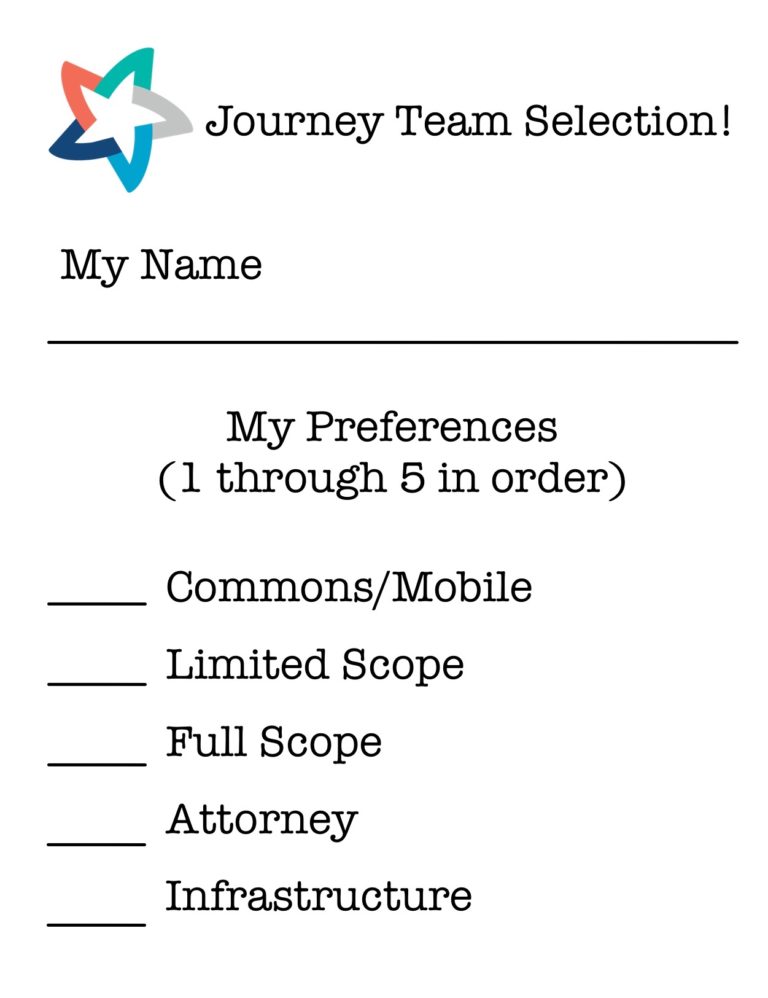 Journey Team Selection!
My Name
My Preferences
(1 through 5 in order)
Commons/Mobile
Limited Scope
Full Scope
Attorney
Infrastructure